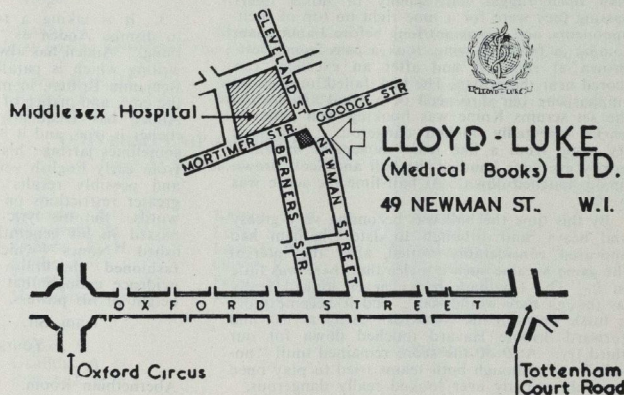 CLEVELAND ST.
Middlesex Hospital
GOODGE STR
MORTIMER STR.
BERNERS STR.
NEWMAN STREET
LLOYD-LUKE
(Medical Books) LTD.
49 NEWMAN ST. W.I.
OXFORD STREET
Oxford Circus
Tottenham
Court Road